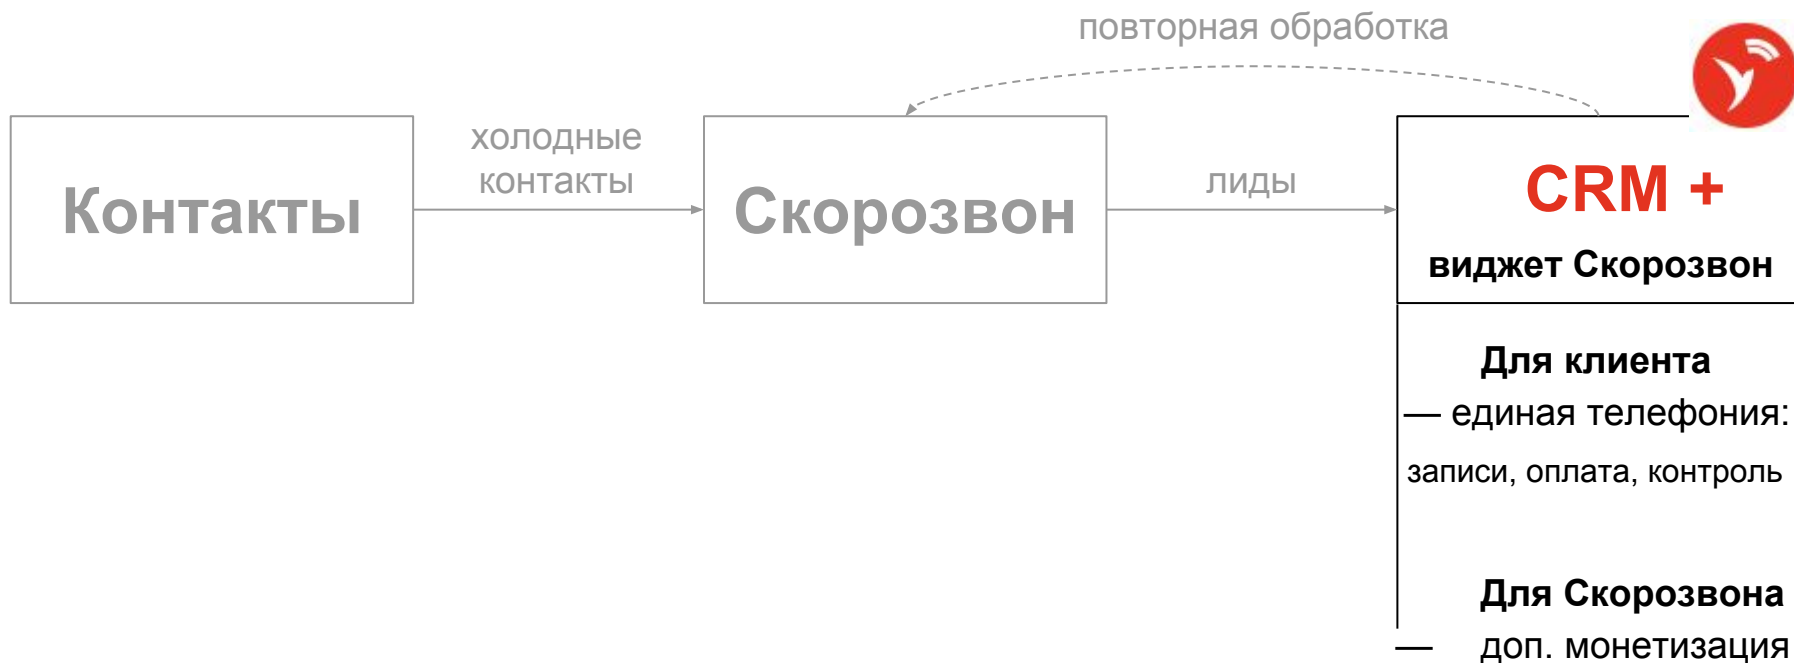 повторная обработка
холодные
контакты
Контакты
Скорозвон
лиды
CRM +
виджет Скорозвон
Для клиента
— единая телефония:
записи, оплата, контроль
Для Скорозвона
— доп. монетизация